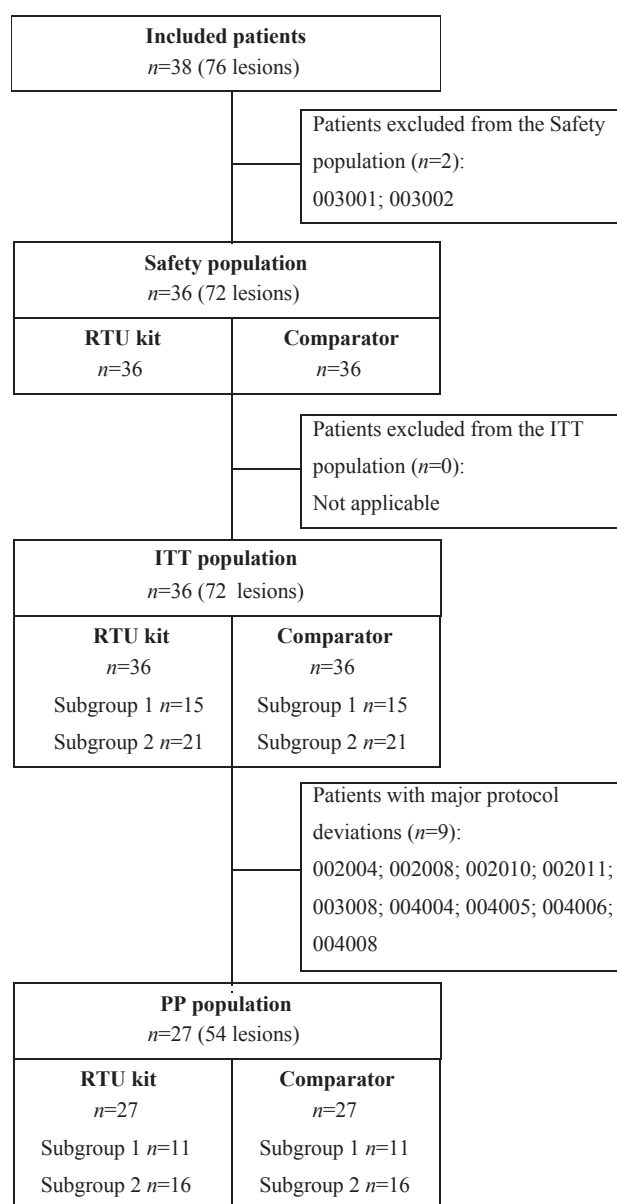 Included patients
n=38 (76 lesions)
Patients excluded from the Safety
population (n=2):
003001; 003002
Safety population
n=36 (72 lesions)
RTU kit
n=36
Comparator
n=36
Patients excluded from the ITT
population (n=0):
Not applicable
ITT population
n=36 (72 lesions)
RTU kit
n=36
Subgroup 1 n=15
Subgroup 2 n=21
Comparator
n=36
Subgroup 1 n=15
Subgroup 2 n=21
Patients with major protocol
deviations (n=9):
002004; 002008; 002010; 002011;
003008; 004004; 004005; 004006;
004008
PP population
n=27 (54 lesions)
RTU kit
n=27
Subgroup 1 n=11
Subgroup 2 n=16
Comparator
n=27
Subgroup 1 n=11
Subgroup 2 n=16